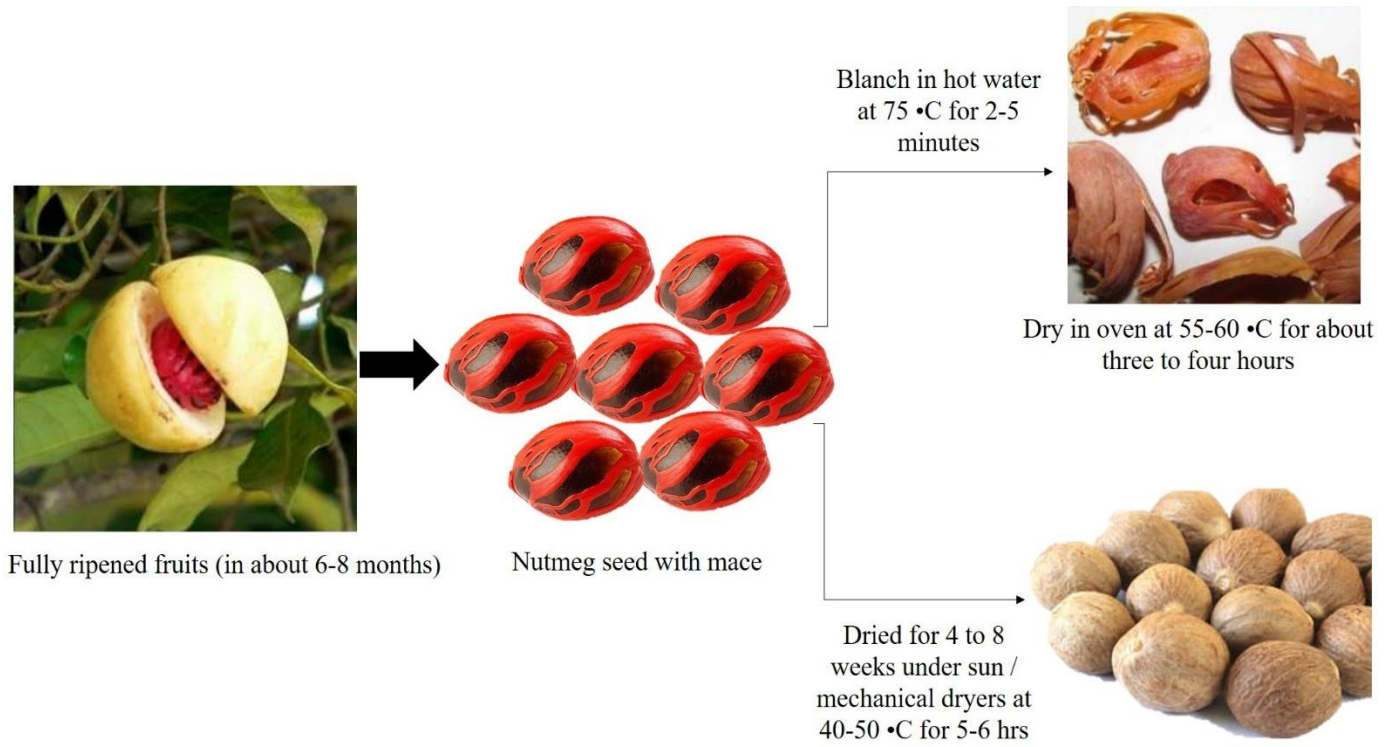 Fully ripened fruits (in about 6-8 months)
Nutmeg seed with mace
Blanch in hot water
at 75 •C for 2-5
minutes
Dry in oven at 55-60 •C for about
three to four hours
Dried for 4 to 8
weeks under sun /
mechanical dryers at
40-50 •C for 5-6 hrs